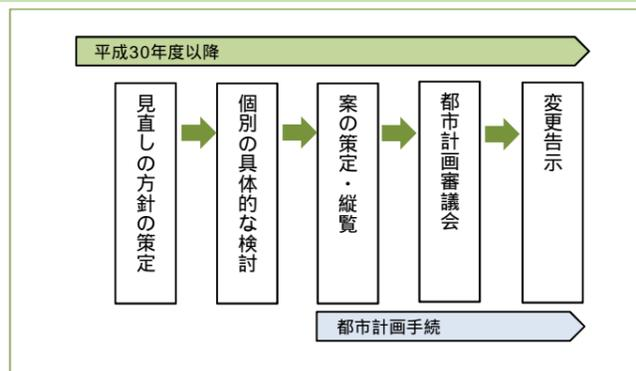 平成30年度以降
見直しの方針の策定
個別の具体的な検討
案の策定・縦覧
都市計画審議会
変更告示
都市計画手続